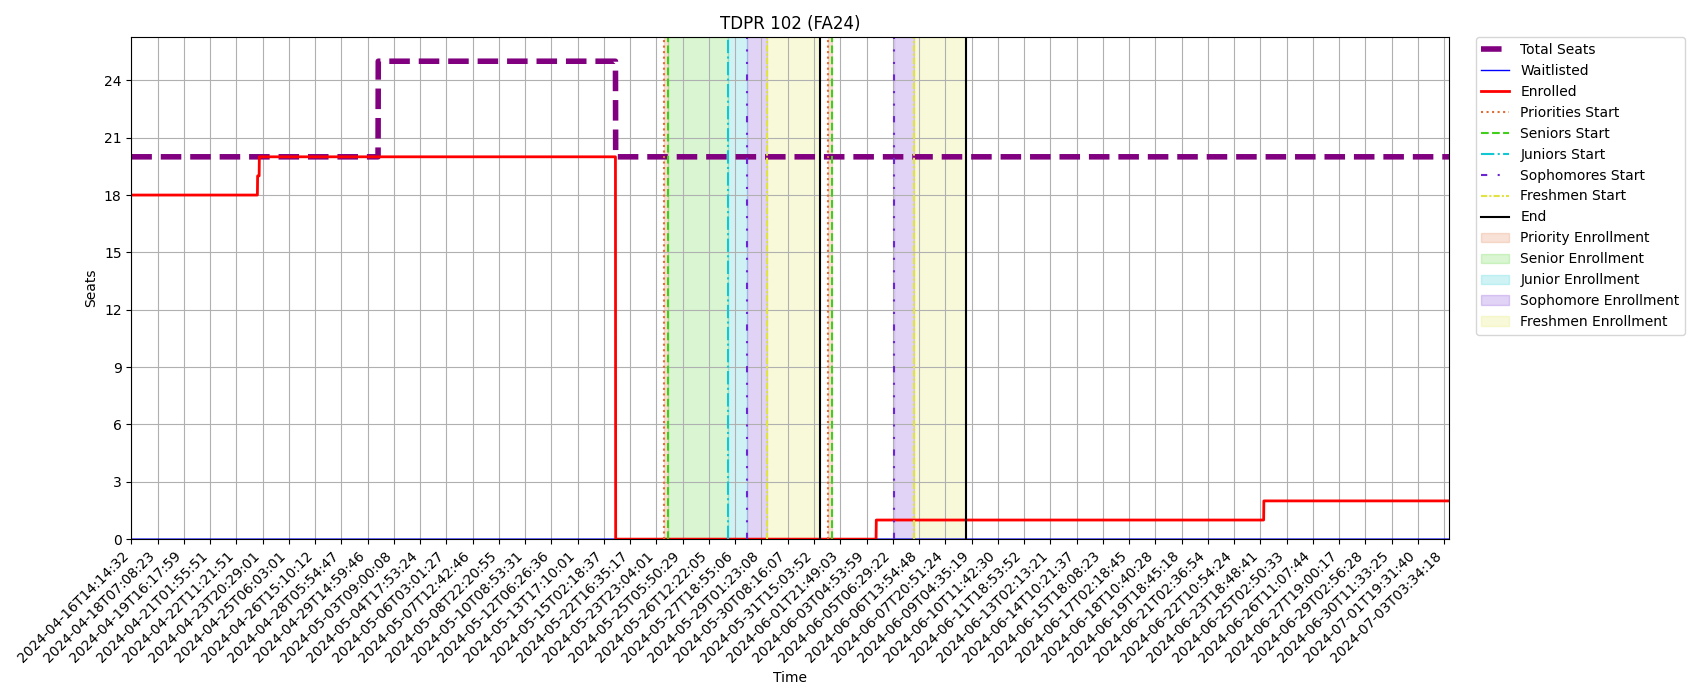 TDPR 102 (FA24)
Seats
24
21
18
15
12
9
6
3
0
2024-04-16T14:14:32
2024-04-18T07:08:23
2024-04-19T16:17:59
2024-04-21T01:55:51
2024-04-22T11:21:51
2024-04-23T20:29:01
2024-04-25T06:03:01
2024-04-26T15:10:12
2024-04-28T05:54:47
2024-04-29T14:59:46
2024-05-03T09:00:08
2024-05-04T17:53:24
2024-05-06T03:01:27
2024-05-07T12:42:46
2024-05-08T22:20:55
2024-05-10T08:53:31
2024-05-12T06:26:36
2024-05-13T17:10:01
2024-05-15T02:18:37
2024-05-22T16:35:17
2024-05-23T23:04:01
2024-05-25T05:50:29
2024-05-26T12:22:05
2024-05-27T18:55:06
2024-05-29T01:23:08
2024-05-30T08:16:07
2024-05-31T15:03:52
2024-06-01T21:49:03
2024-06-03T04:53:59
2024-06-05T06:29:22
2024-06-06T13:54:48
2024-06-07T20:51:24
2024-06-09T04:35:19
2024-06-10T11:42:30
2024-06-11T18:53:52
2024-06-13T02:13:21
2024-06-14T10:21:37
2024-06-15T18:08:23
2024-06-17T02:18:45
2024-06-18T10:40:28
2024-06-19T18:45:18
2024-06-21T02:36:54
2024-06-22T10:54:24
2024-06-23T18:48:41
2024-06-25T02:50:33
2024-06-26T11:07:44
2024-06-27T19:00:17
2024-06-29T02:56:28
2024-06-30T11:33:25
2024-07-01T19:31:40
2024-07-03T03:34:18
Time
Total Seats
Waitlisted
Enrolled
Priorities Start
Seniors Start
Juniors Start
Sophomores Start
Freshmen Start
End
Priority Enrollment
Senior Enrollment
Junior Enrollment
Sophomore Enrollment
Freshmen Enrollment